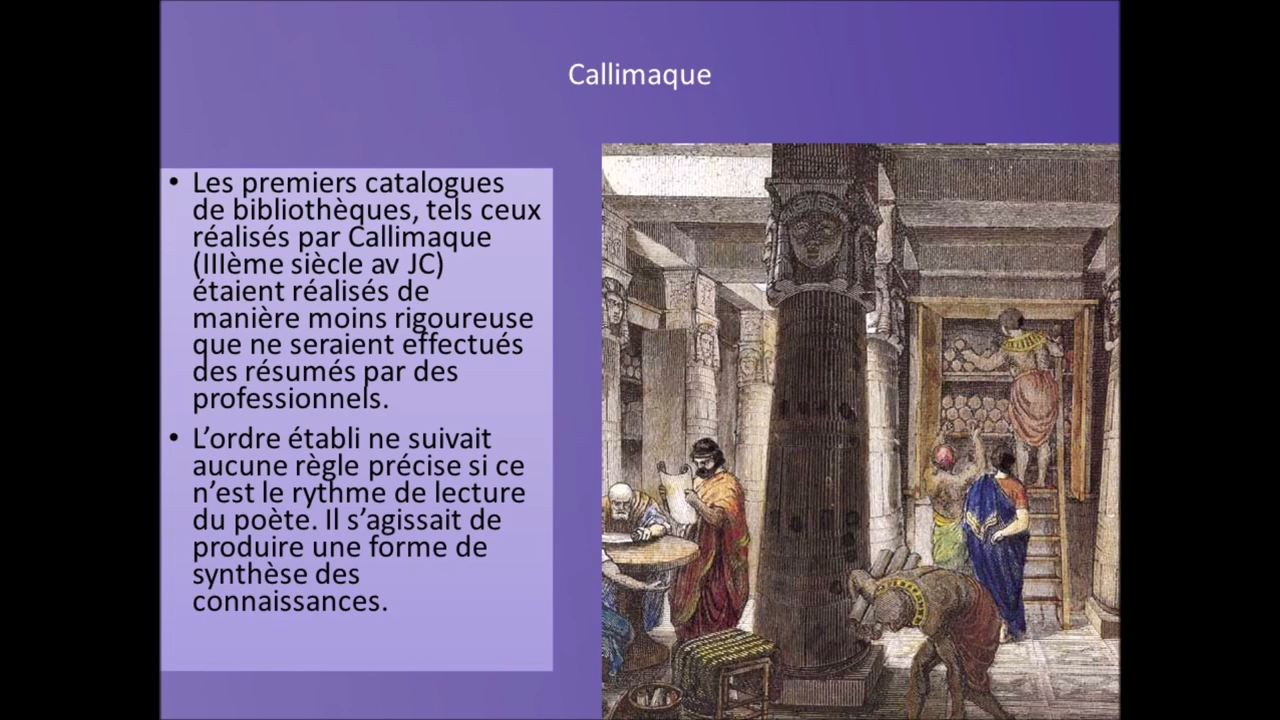 Callimaque
• Les premiers catalogues
de bibliothèques, tels ceux
réalisés par Callimaque
(IIIème siècle av JC)
étaient réalisés de
manière moins rigoureuse
que ne seraient effectués
des résumés par des
professionnels.
• L’ordre établi ne suivait
aucune règle précise si ce
n’est le rythme de lecture
du poète. Il s’agissait de
produire une forme de
synthèse des
connaissances.